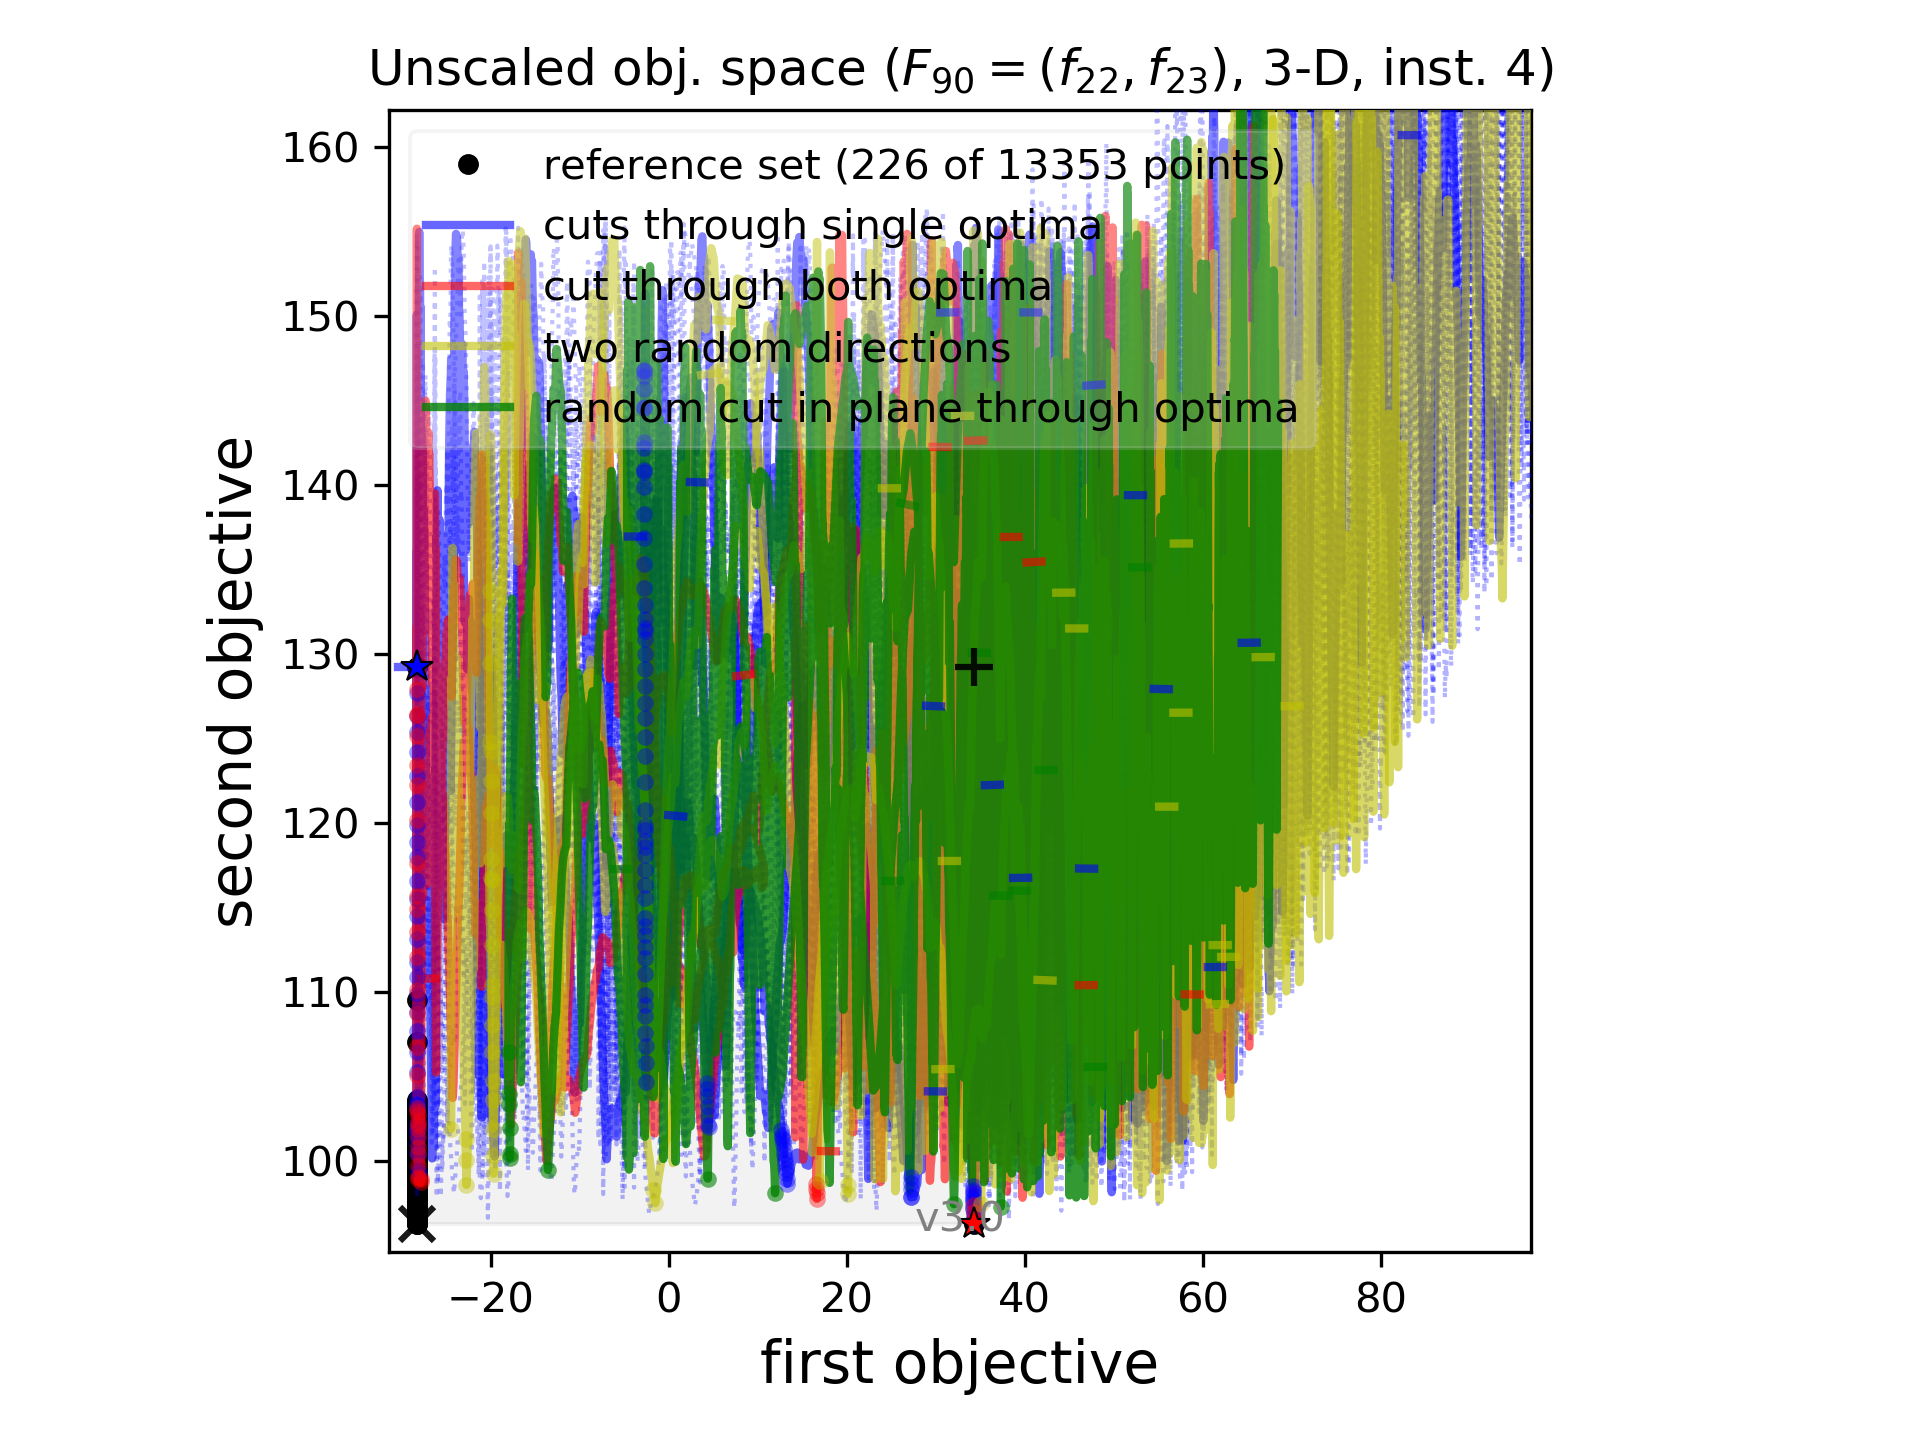 Unscaled obj. space (F₉₀ = (f₂₂, f₂₃), 3-D, inst. 4)
reference set (226 of 13353 points)
cuts through single optima
cut through both optima
two random directions
random cut in plane through optima
160
150
140
130
120
110
100
second objective
v3.0
−20 0 20 40 60 80
first objective